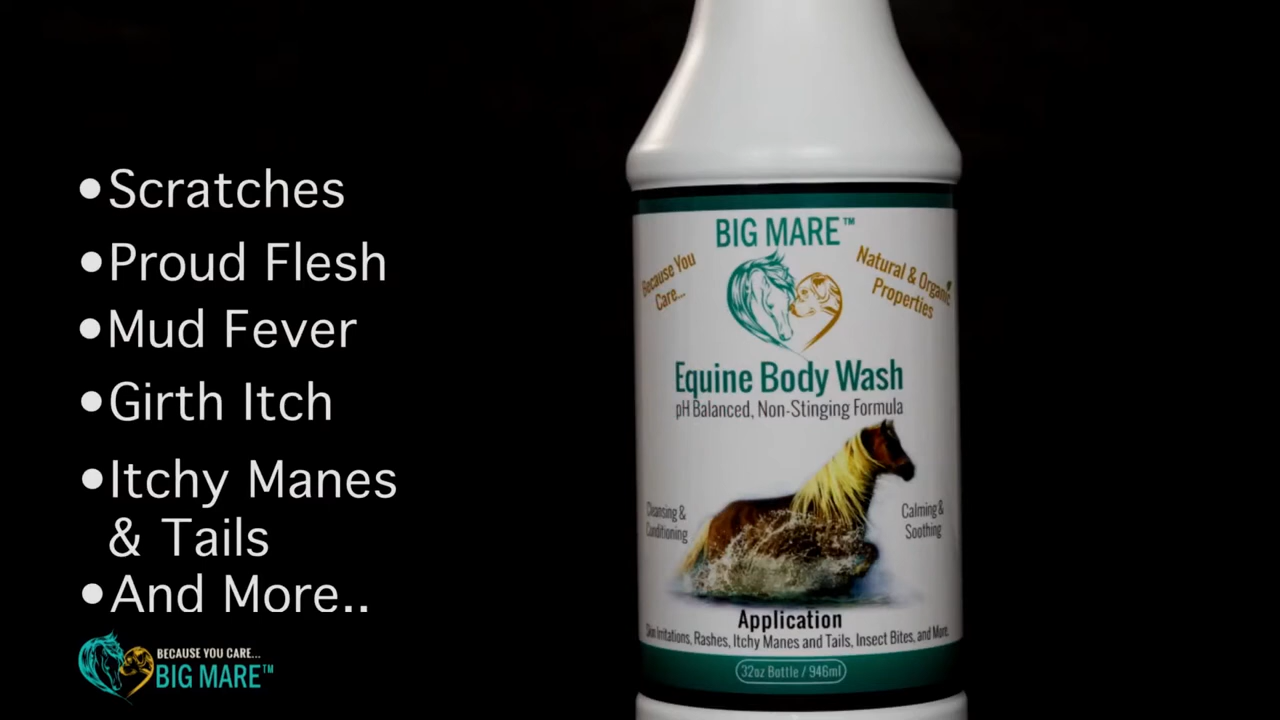 •Scratches
•Proud Flesh
•Mud Fever
•Girth Itch
•Itchy Manes
& Tails
•And More..
BECAUSE YOU CARE...
BIG MARE™
BIG MARE™
Because You
Care...
Natural & Organic
Properties
Equine Body Wash
pH Balanced, Non-Stinging Formula
Cleansing &
Conditioning
Calming &
Soothing
Application
Skin Irritations, Rashes, Itchy Manes and Tails, Insect Bites, and More.
32oz Bottle / 946ml